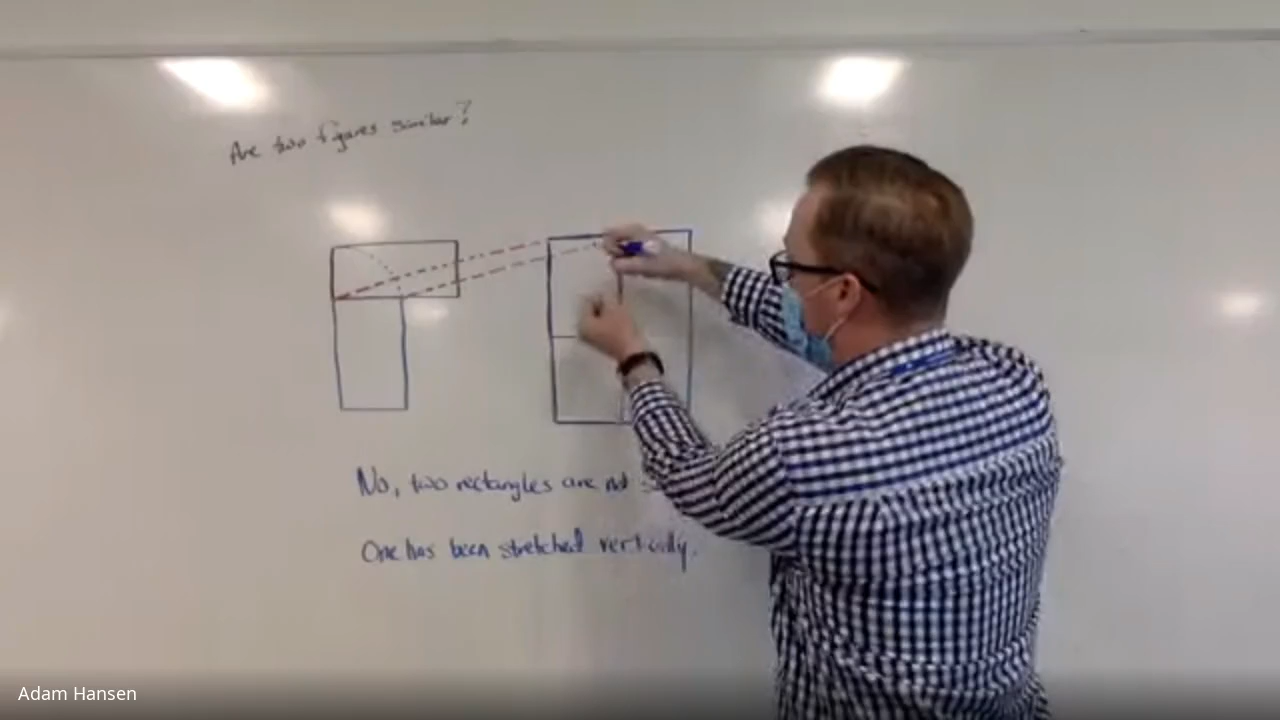 Are two figures similar?
No, two rectangles are not
One has been stretched vertically.
Adam Hansen